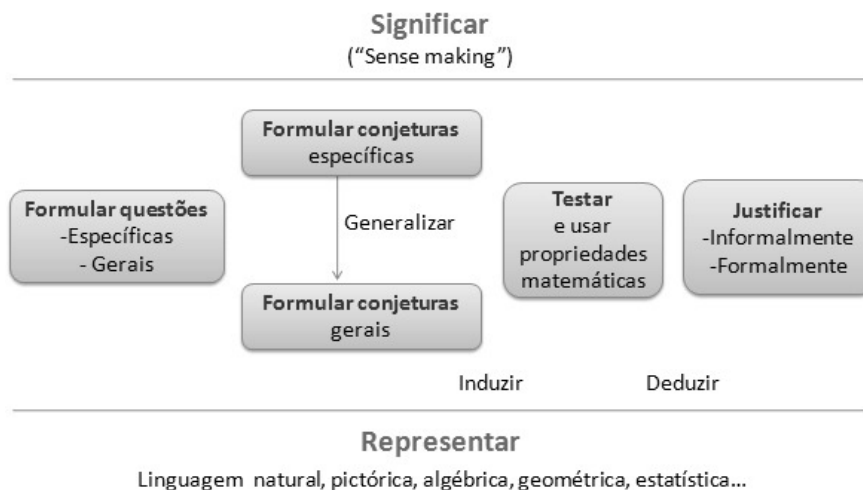 Significar
(“Sense making”)
Formular questões
-Específicas
- Gerais
Formular conjeturas
específicas
Generalizar
Formular conjeturas
gerais
Testar
e usar
propriedades
matemáticas
Justificar
-Informalmente
-Formalmente
Induzir
Deduzir
Representar
Linguagem natural, pictórica, algébrica, geométrica, estatística...